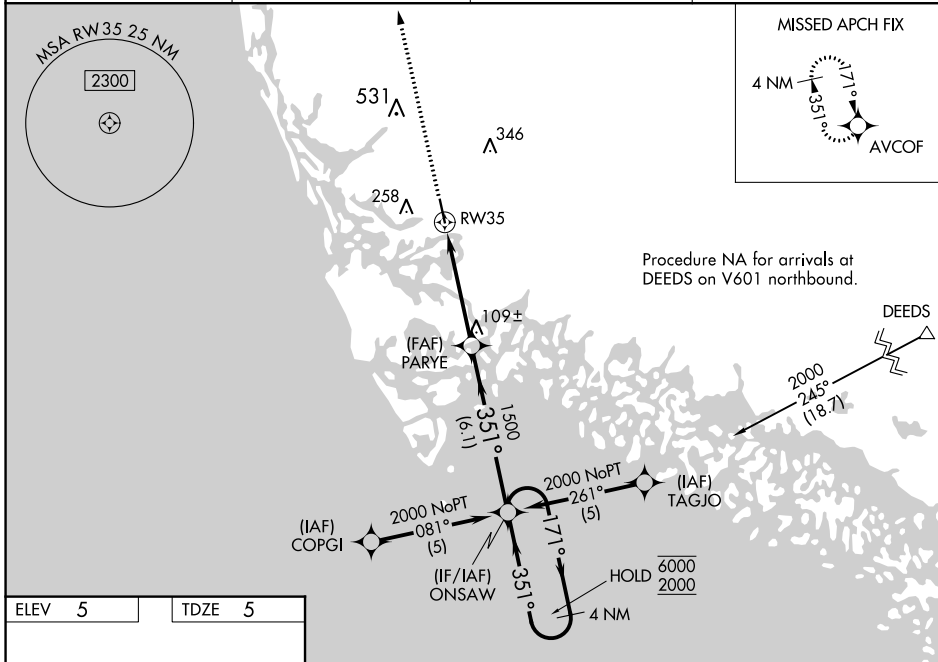 MSA RW35 25 NM
2300
MISSED APCH FIX
4 NM
351°
171°
AVCOF
531
346
258
RW35
Procedure NA for arrivals at
DEEDS on V601 northbound.
DEEDS
2000
245°
(18.7)
109±
(FAF)
PARYE
1500
351°
(6.1)
2000 NoPT
261°
(5)
(IAF)
TAGJO
2000 NoPT
081°
(5)
(IAF)
COPGI
(IF/IAF)
ONSAW
171°
351°
HOLD
6000
2000
4 NM
ELEV 5
TDZE 5